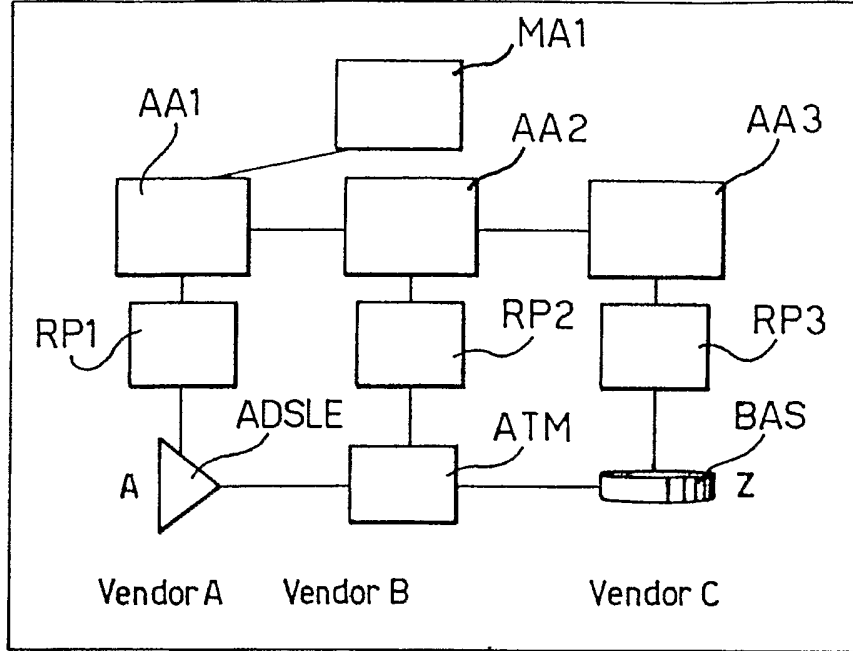 MA1
AA1
AA2
AA3
RP1
RP2
RP3
ADSLE
ATM
BAS
A
Z
Vendor A
Vendor B
Vendor C